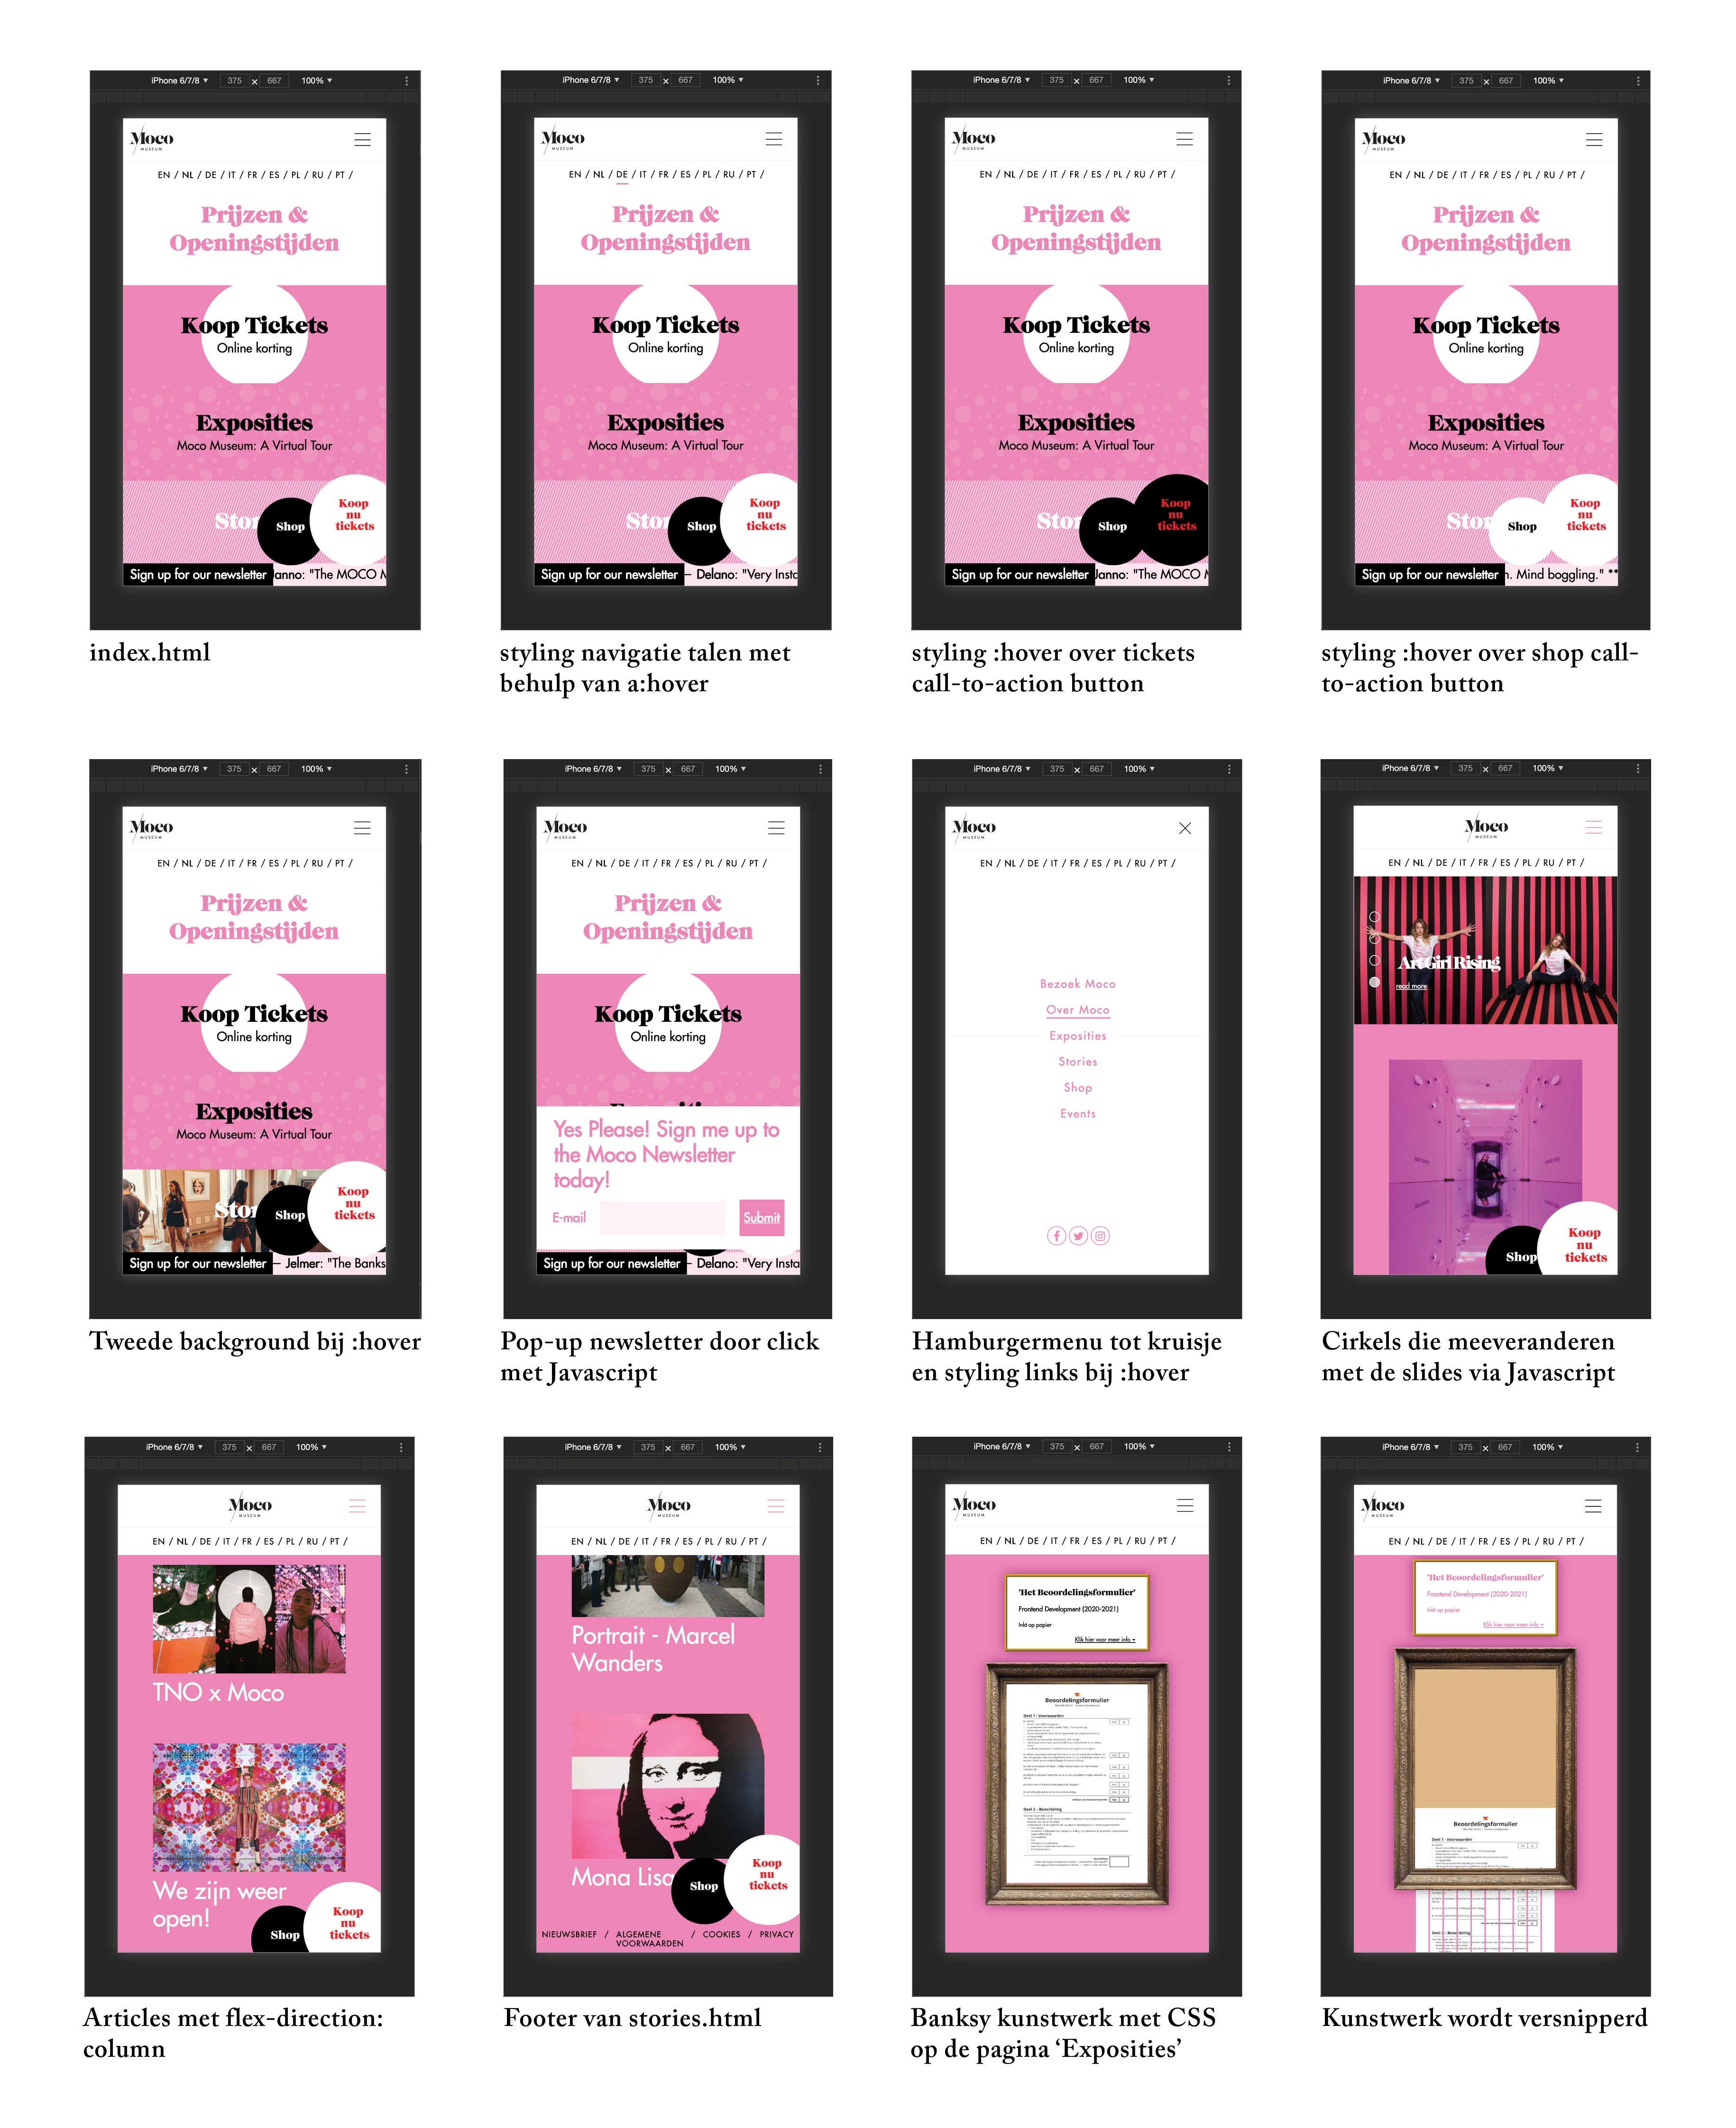 iPhone 6/7/8 ▼ 375 × 667 100% ▼
Moco
MUSEUM
EN / NL / DE / IT / FR / ES / PL / RU / PT /
Prijzen &
Openingstijden
Koop Tickets
Online korting
Exposities
Moco Museum: A Virtual Tour
Stor
Shop
Koop
nu
tickets
Sign up for our newsletter Janno: "The MOCO M
index.html
iPhone 6/7/8 ▼ 375 × 667 100% ▼
Moco
MUSEUM
EN / NL / DE / IT / FR / ES / PL / RU / PT /
Prijzen &
Openingstijden
Koop Tickets
Online korting
Exposities
Moco Museum: A Virtual Tour
Stor
Shop
Koop
nu
tickets
Sign up for our newsletter – Delano: "Very Insta
styling navigatie talen met
behulp van a:hover
iPhone 6/7/8 ▼ 375 × 667 100% ▼
Moco
MUSEUM
EN / NL / DE / IT / FR / ES / PL / RU / PT /
Prijzen &
Openingstijden
Koop Tickets
Online korting
Exposities
Moco Museum: A Virtual Tour
Stor
Shop
Koop
nu
tickets
Sign up for our newsletter Janno: "The MOCO M
styling :hover over tickets
call-to-action button
iPhone 6/7/8 ▼ 375 × 667 100% ▼
Moco
MUSEUM
EN / NL / DE / IT / FR / ES / PL / RU / PT /
Prijzen &
Openingstijden
Koop Tickets
Online korting
Exposities
Moco Museum: A Virtual Tour
Stor
Shop
Koop
nu
tickets
Sign up for our newsletter n. Mind boggling." **
styling :hover over shop call-
to-action button
iPhone 6/7/8 ▼ 375 × 667 100% ▼
Moco
MUSEUM
EN / NL / DE / IT / FR / ES / PL / RU / PT /
Prijzen &
Openingstijden
Koop Tickets
Online korting
Exposities
Moco Museum: A Virtual Tour
Stor
Shop
Koop
nu
tickets
Sign up for our newsletter – Jelmer: "The Banks
Tweede background bij :hover
iPhone 6/7/8 ▼ 375 × 667 100% ▼
Moco
MUSEUM
EN / NL / DE / IT / FR / ES / PL / RU / PT /
Prijzen &
Openingstijden
Koop Tickets
Online korting
Yes Please! Sign me up to
the Moco Newsletter
today!
E-mail
Submit
Sign up for our newsletter – Delano: "Very Insta
Pop-up newsletter door click
met Javascript
iPhone 6/7/8 ▼ 375 × 667 100% ▼
Moco
MUSEUM
EN / NL / DE / IT / FR / ES / PL / RU / PT /
Bezoek Moco
Over Moco
Exposities
Stories
Shop
Events
Hamburgermenu tot kruisje
en styling links bij :hover
iPhone 6/7/8 ▼ 375 × 667 100% ▼
Moco
MUSEUM
EN / NL / DE / IT / FR / ES / PL / RU / PT /
Art Girl Rising
read more
Shop
Koop
nu
tickets
Cirkels die meeveranderen
met de slides via Javascript
iPhone 6/7/8 ▼ 375 × 667 100% ▼
Moco
MUSEUM
EN / NL / DE / IT / FR / ES / PL / RU / PT /
TNO x Moco
We zijn weer
open!
Shop
Koop
nu
tickets
Articles met flex-direction:
column
iPhone 6/7/8 ▼ 375 × 667 100% ▼
Moco
MUSEUM
EN / NL / DE / IT / FR / ES / PL / RU / PT /
Portrait - Marcel
Wanders
Mona Lisa
Shop
Koop
nu
tickets
NIEUWSBRIEF / ALGEMENE VOORWAARDEN / COOKIES / PRIVACY
Footer van stories.html
iPhone 6/7/8 ▼ 375 × 667 100% ▼
Moco
MUSEUM
EN / NL / DE / IT / FR / ES / PL / RU / PT /
'Het Beoordelingsformulier'
Frontend Development (2020-2021)
Inkt op papier
Klik hier voor meer info
Beoordelingsformulier
Deel 1 - Voorwaarden
Deel 2 - Beoordeling
Banksy kunstwerk met CSS
op de pagina ‘Exposities’
iPhone 6/7/8 ▼ 375 × 667 100% ▼
Moco
MUSEUM
EN / NL / DE / IT / FR / ES / PL / RU / PT /
'Het Beoordelingsformulier'
Frontend Development (2020-2021)
Inkt op papier
Klik hier voor meer info
Beoordelingsformulier
Deel 1 - Voorwaarden
Kunstwerk wordt versnipperd